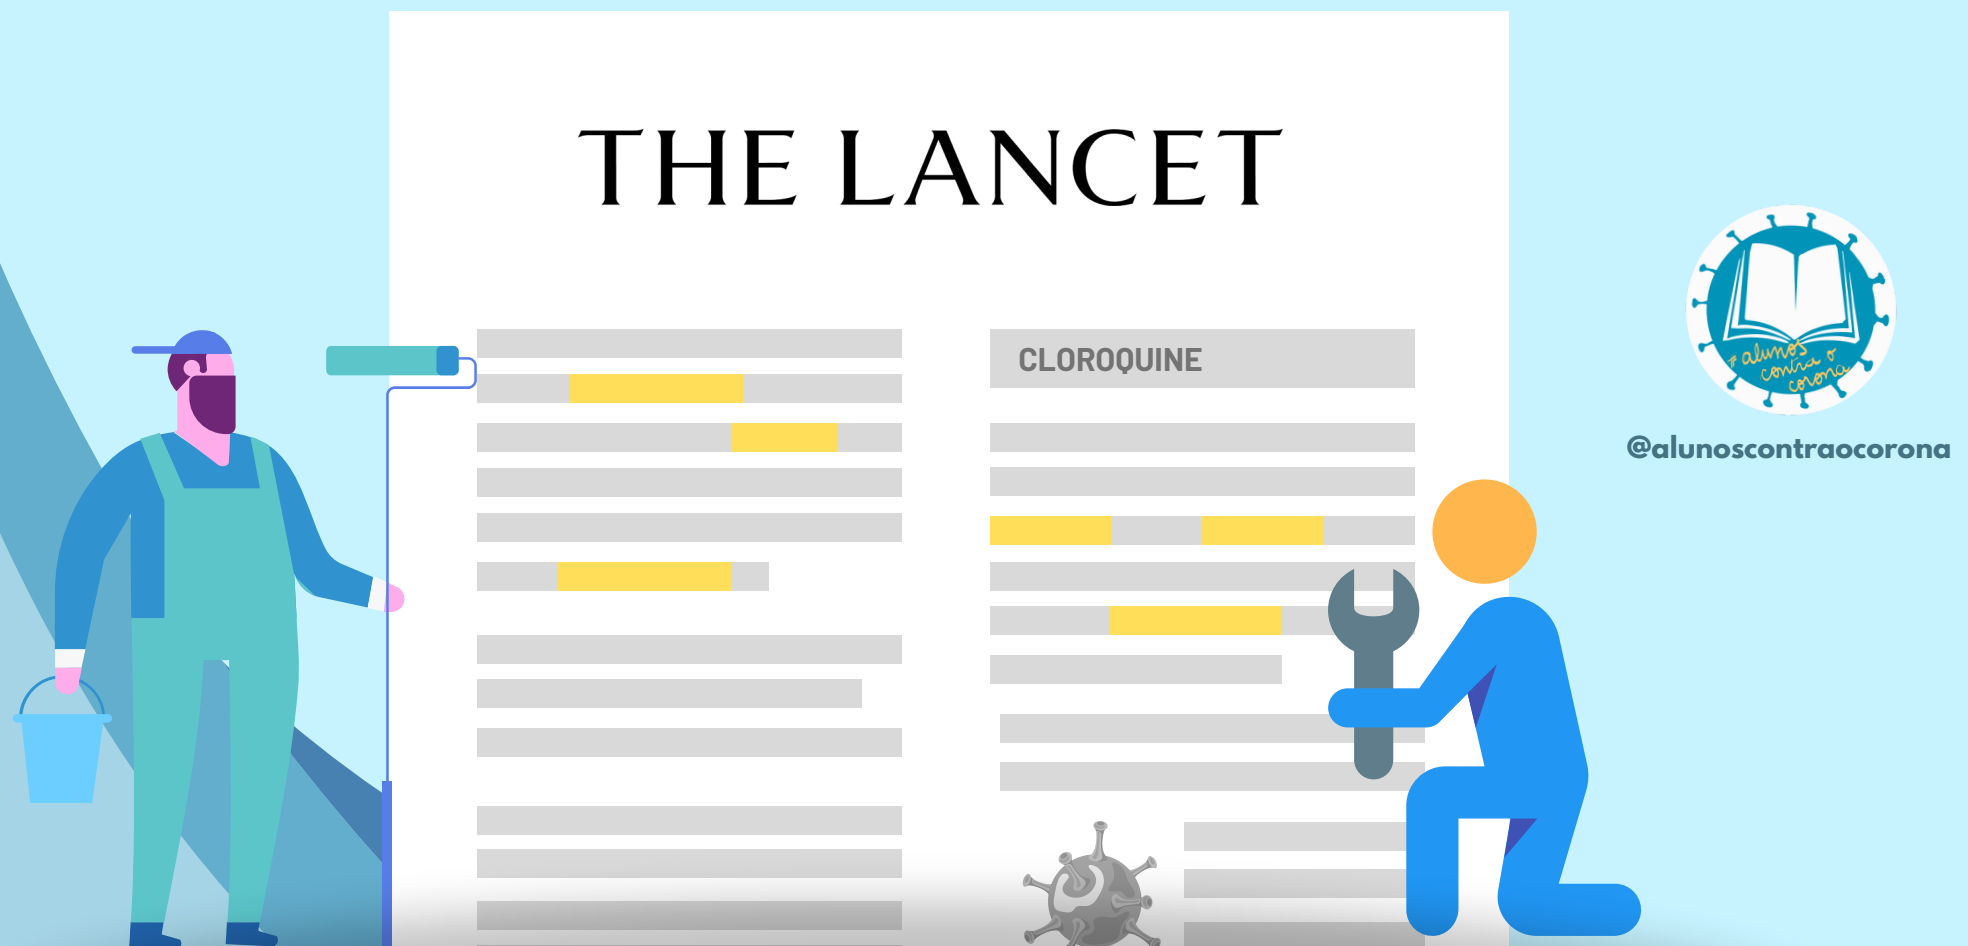 THE LANCET
CLOROQUINE
# alunos
contra o
corona
@alunoscontraocorona